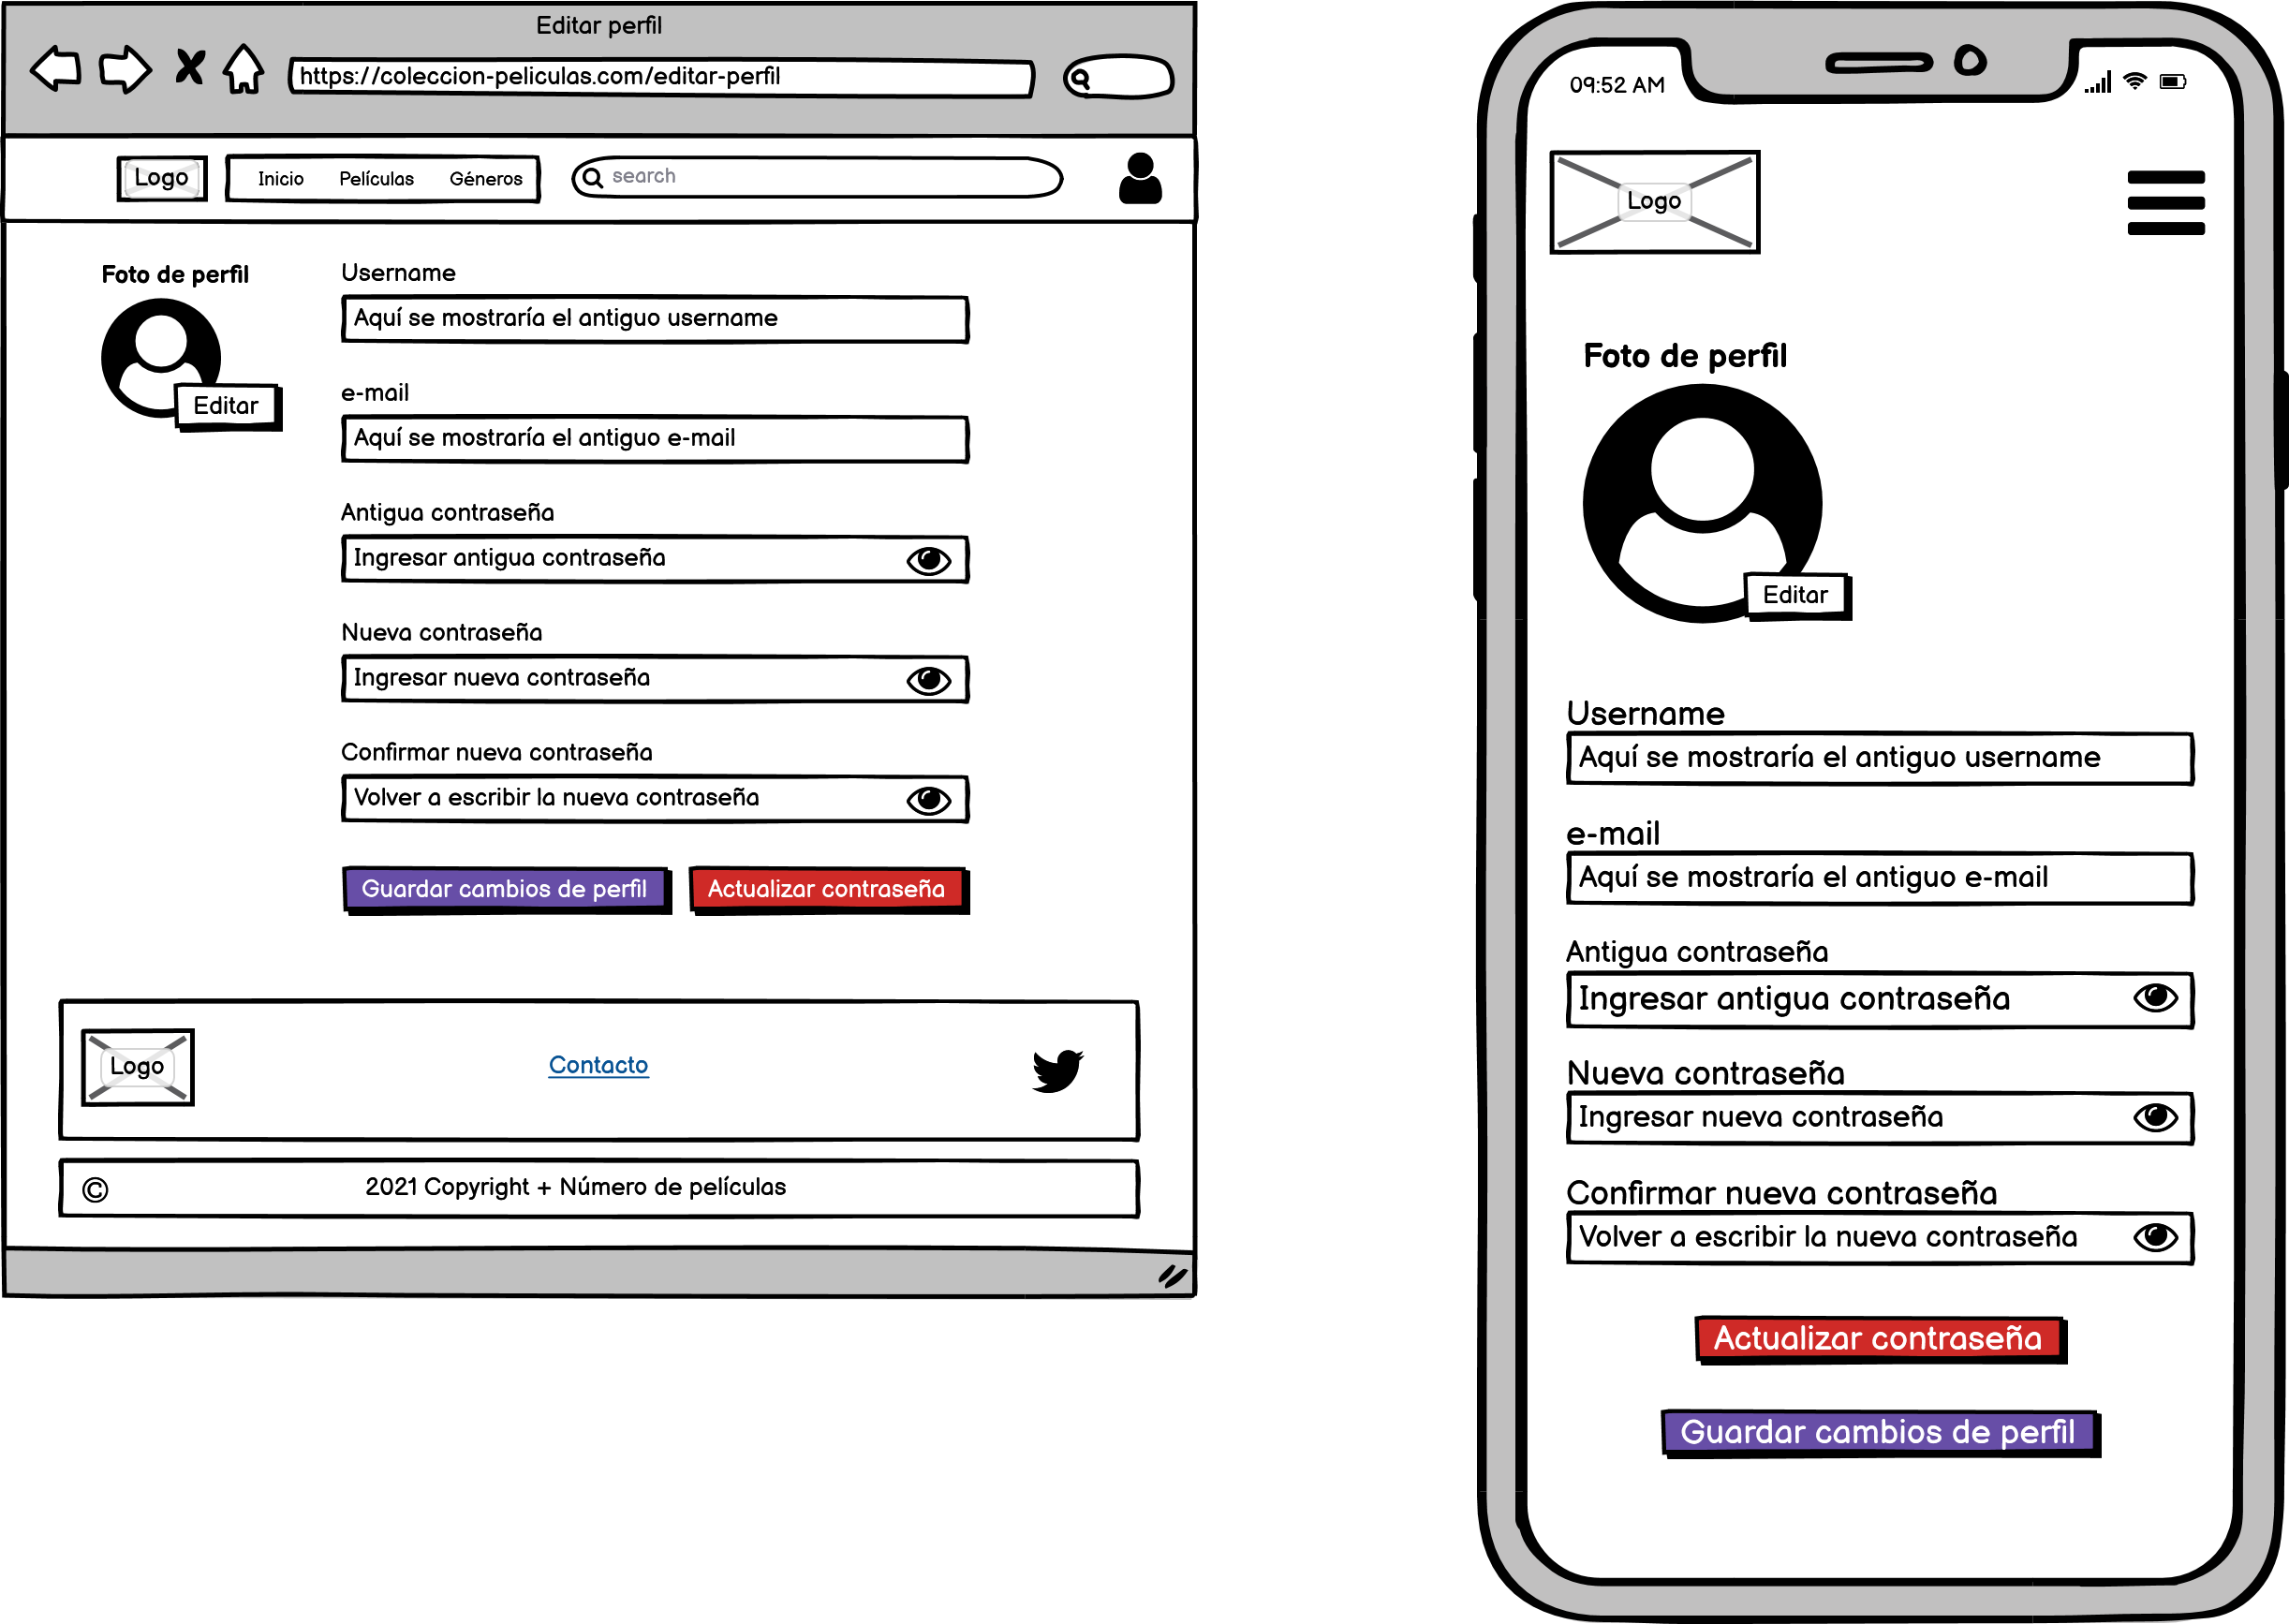 Editar perfil
https://coleccion-peliculas.com/editar-perfil
Logo
Inicio Películas Géneros
search
Foto de perfil
Editar
Username
Aquí se mostraría el antiguo username
e-mail
Aquí se mostraría el antiguo e-mail
Antigua contraseña
Ingresar antigua contraseña
Nueva contraseña
Ingresar nueva contraseña
Confirmar nueva contraseña
Volver a escribir la nueva contraseña
Guardar cambios de perfil
Actualizar contraseña
Logo
Contacto
© 2021 Copyright + Número de películas
09:52 AM
Logo
Foto de perfil
Editar
Username
Aquí se mostraría el antiguo username
e-mail
Aquí se mostraría el antiguo e-mail
Antigua contraseña
Ingresar antigua contraseña
Nueva contraseña
Ingresar nueva contraseña
Confirmar nueva contraseña
Volver a escribir la nueva contraseña
Actualizar contraseña
Guardar cambios de perfil